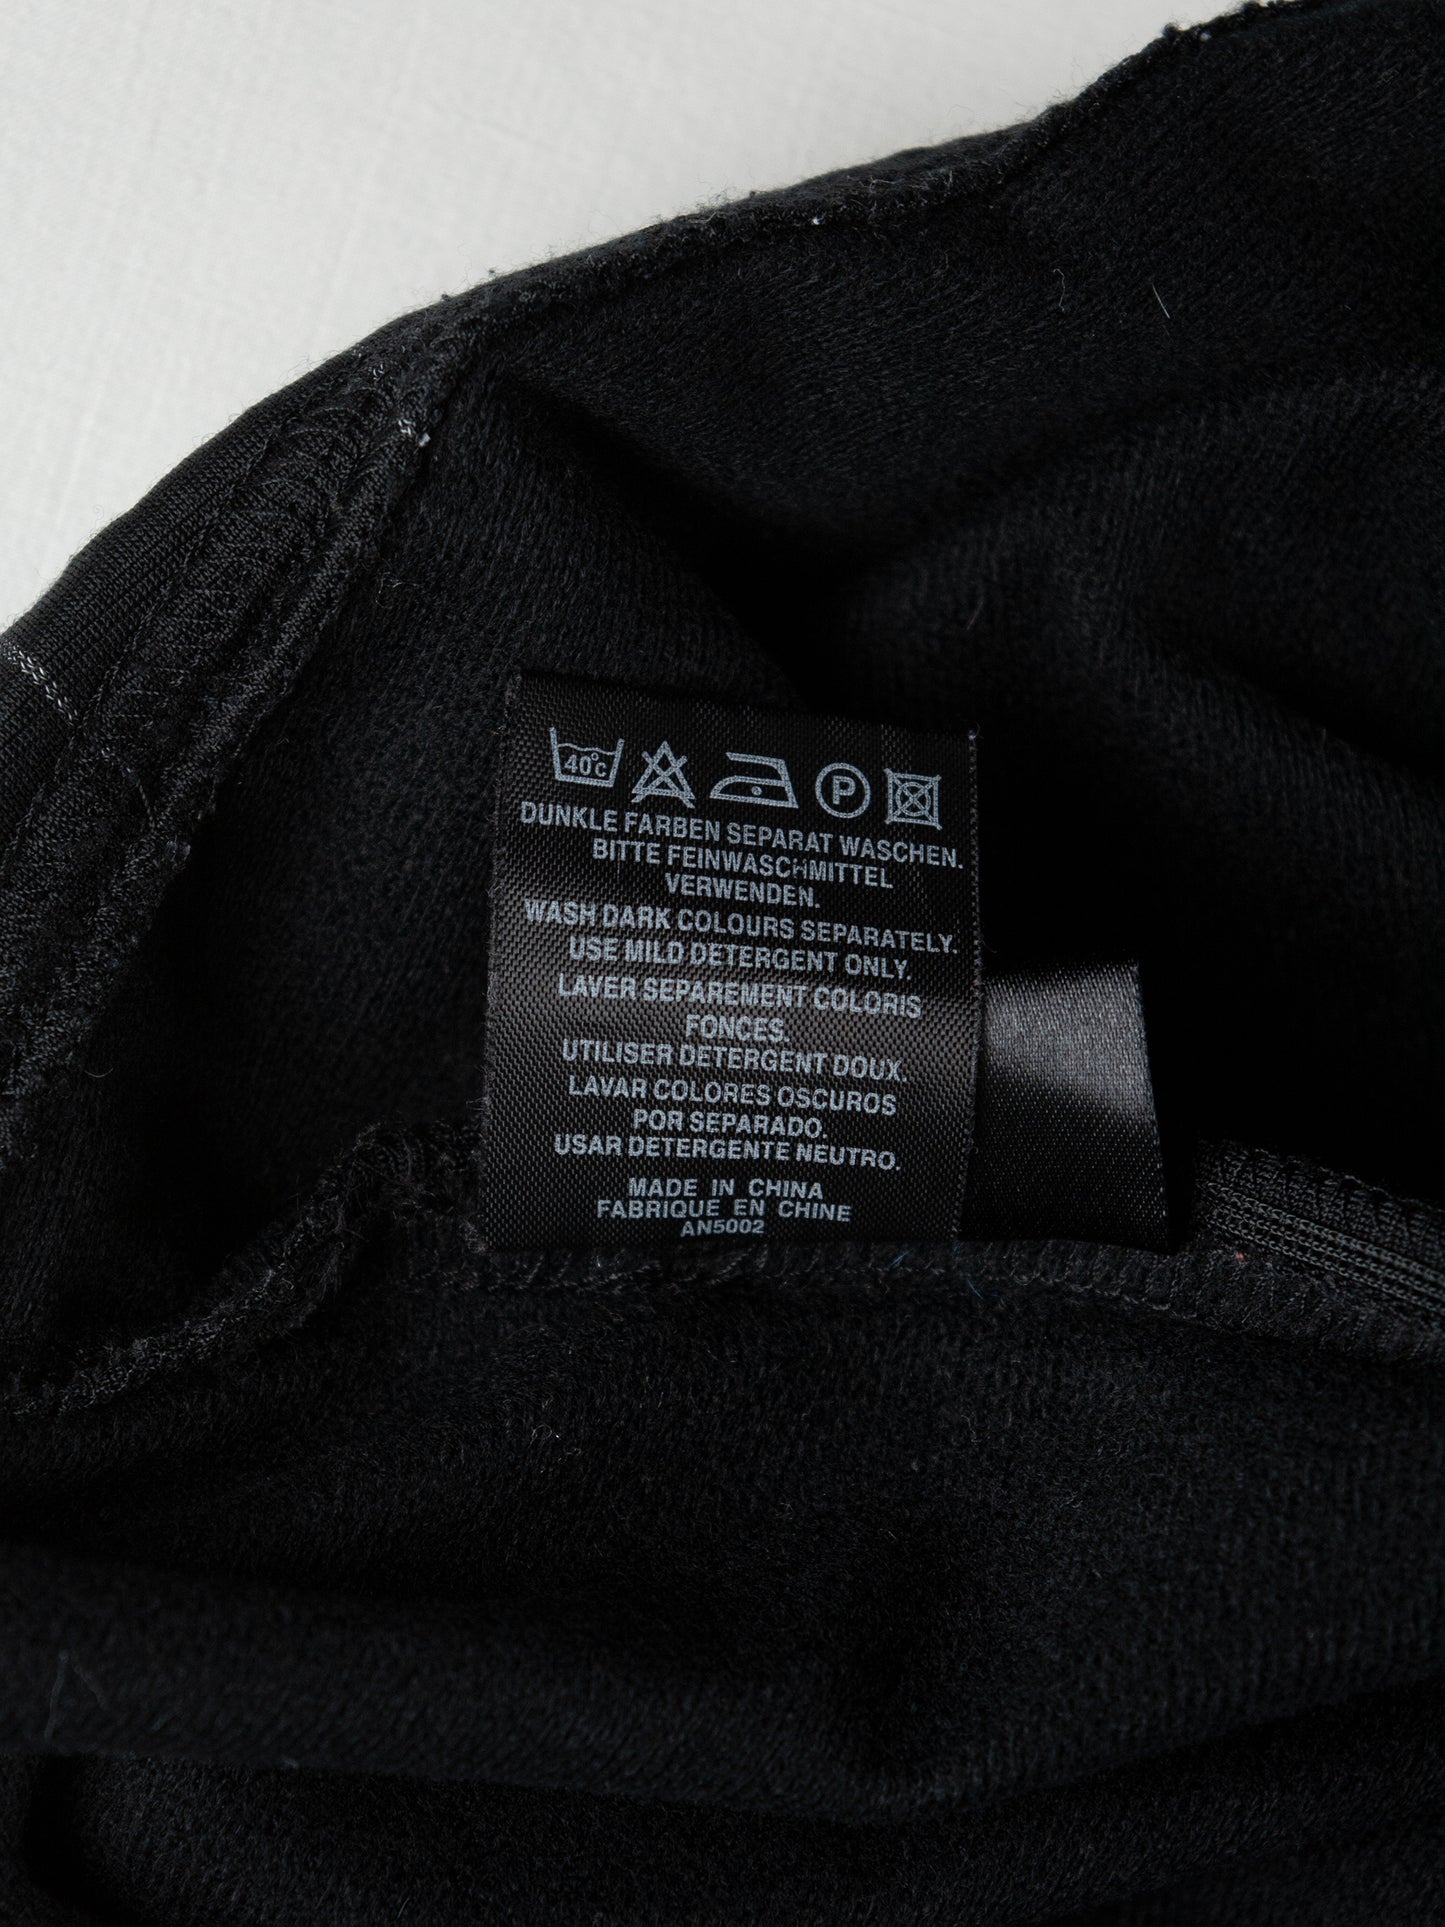 40°C
P
DUNKLE FARBEN SEPARAT WASCHEN.
BITTE FEINWASCHMITTEL
VERWENDEN.
WASH DARK COLOURS SEPARATELY.
USE MILD DETERGENT ONLY.
LAVER SEPAREMENT COLORIS
FONCES.
UTILISER DETERGENT DOUX.
LAVAR COLORES OSCUROS
POR SEPARADO.
USAR DETERGENTE NEUTRO.
MADE IN CHINA
FABRIQUE EN CHINE
AN5002